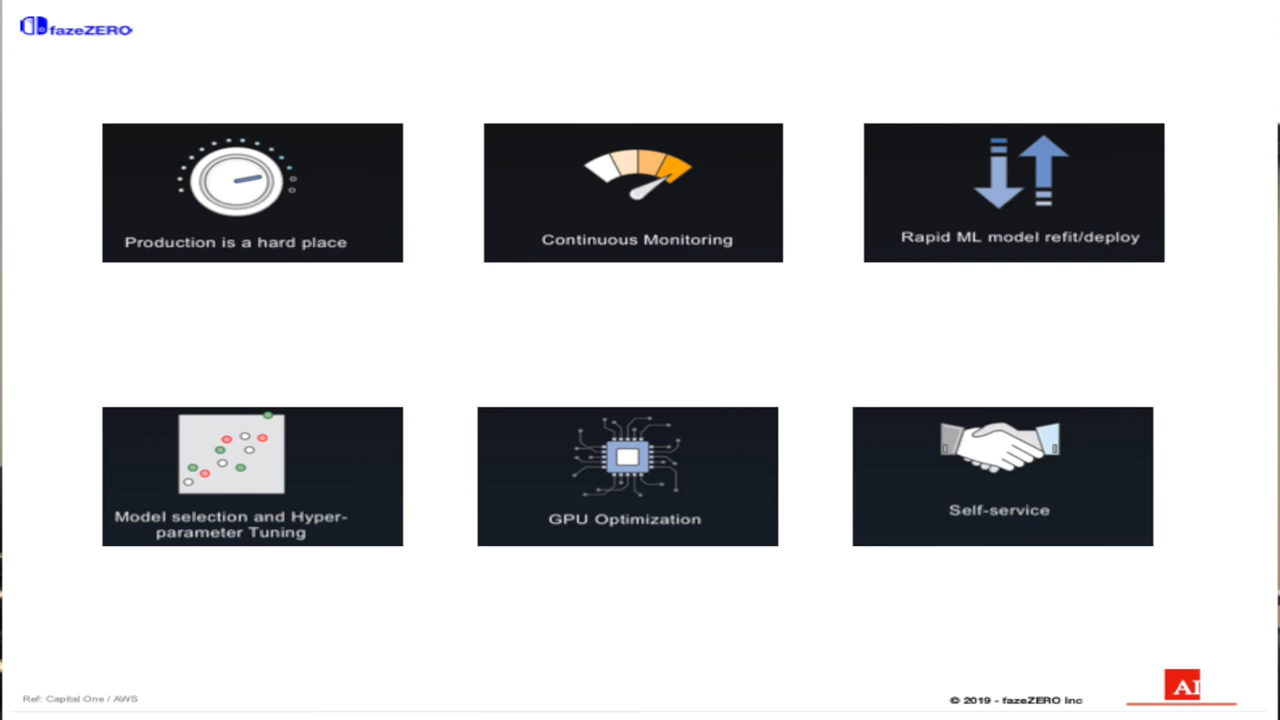 fazeZERO
Production is a hard place
Continuous Monitoring
Rapid ML model refit/deploy
Model selection and Hyper-
parameter Tuning
GPU Optimization
Self-service
Ref: Capital One / AWS
© 2019 - fazeZERO Inc
AI